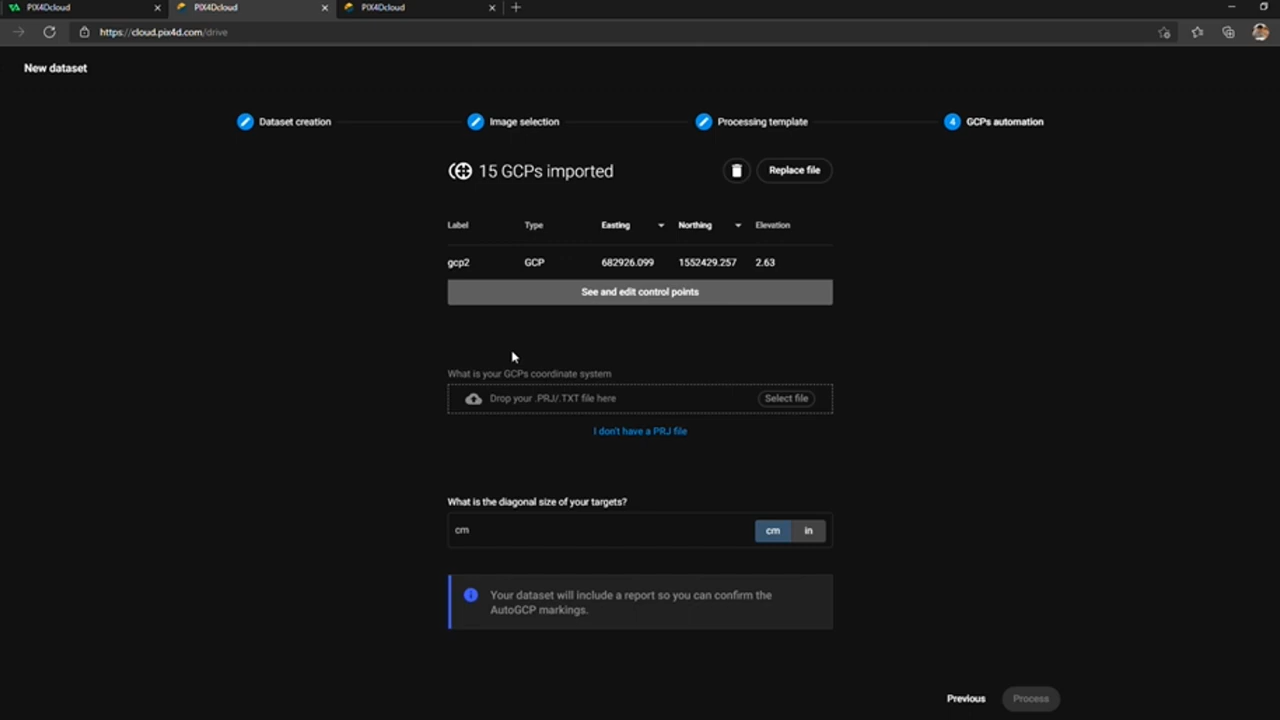 PIX4Dcloud
PIX4Dcloud
PIX4Dcloud
https://cloud.pix4d.com/drive
New dataset
Dataset creation
Image selection
Processing template
4 GCPs automation
15 GCPs imported
Replace file
Label Type Easting Northing Elevation
gcp2 GCP 682926.099 1552429.257 2.63
See and edit control points
What is your GCPs coordinate system
Drop your .PRJ/.TXT file here Select file
I don't have a PRJ file
What is the diagonal size of your targets?
cm cm in
Your dataset will include a report so you can confirm the
AutoGCP markings.
Previous Process